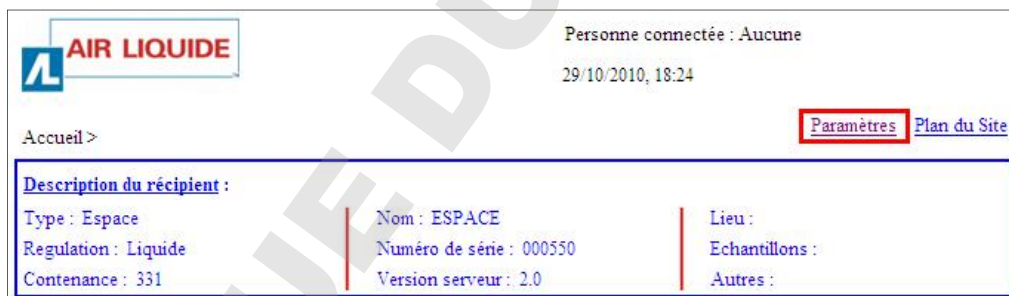 AIR LIQUIDE
Personne connectée : Aucune
29/10/2010, 18:24
Accueil >
Paramètres Plan du Site
Description du récipient :
Type : Espace Nom : ESPACE Lieu :
Regulation : Liquide Numéro de série : 000550 Echantillons :
Contenance : 331 Version serveur : 2.0 Autres :